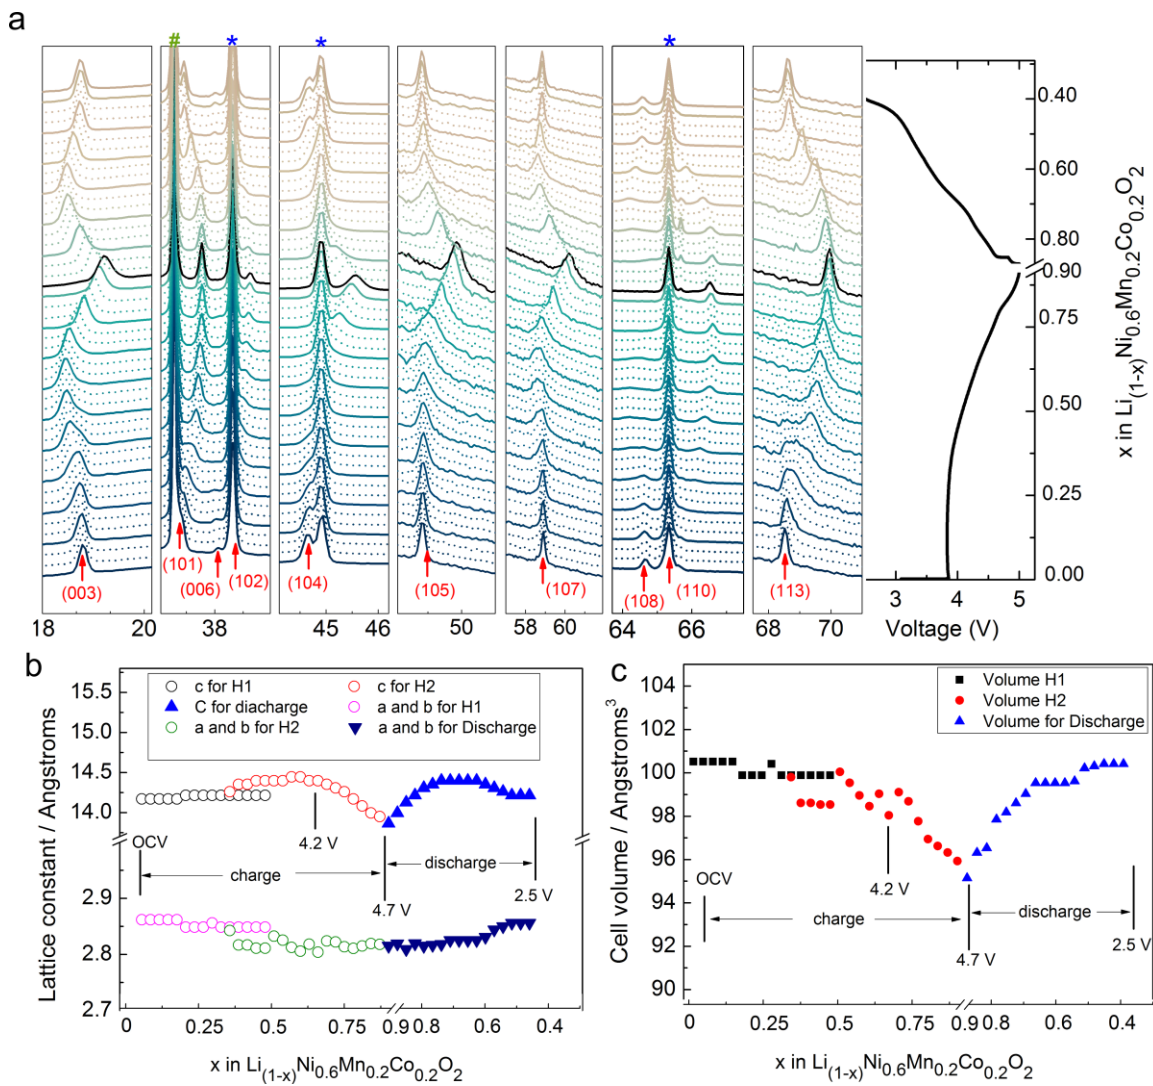 a
# * * *
(003)
(101)
(006)
(102)
(104)
(105)
(107)
(108)
(110)
(113)
18 19 20 38 45 46 50 58 60 64 66 68 70
3 4 5
Voltage (V)
0.40
0.60
0.80
0.90
0.75
0.50
0.25
0.00
x in Li(1-x)Ni0.6Mn0.2Co0.2O2
b
15.5
15.0
14.5
14.0
2.9
2.8
2.7
Lattice constant / Angstroms
c for H1
c for H2
C for diacharge
a and b for H1
a and b for H2
a and b for Discharge
OCV
4.2 V
charge
discharge
4.7 V
2.5 V
0 0.25 0.50 0.75 0.9 0.8 0.6 0.4
x in Li(1-x)Ni0.6Mn0.2Co0.2O2
c
104
102
100
98
96
94
92
90
Cell volume / Angstroms3
Volume H1
Volume H2
Volume for Discharge
OCV
4.2 V
charge
discharge
4.7 V
2.5 V
0 0.25 0.50 0.75 0.9 0.8 0.6 0.4
x in Li(1-x)Ni0.6Mn0.2Co0.2O2